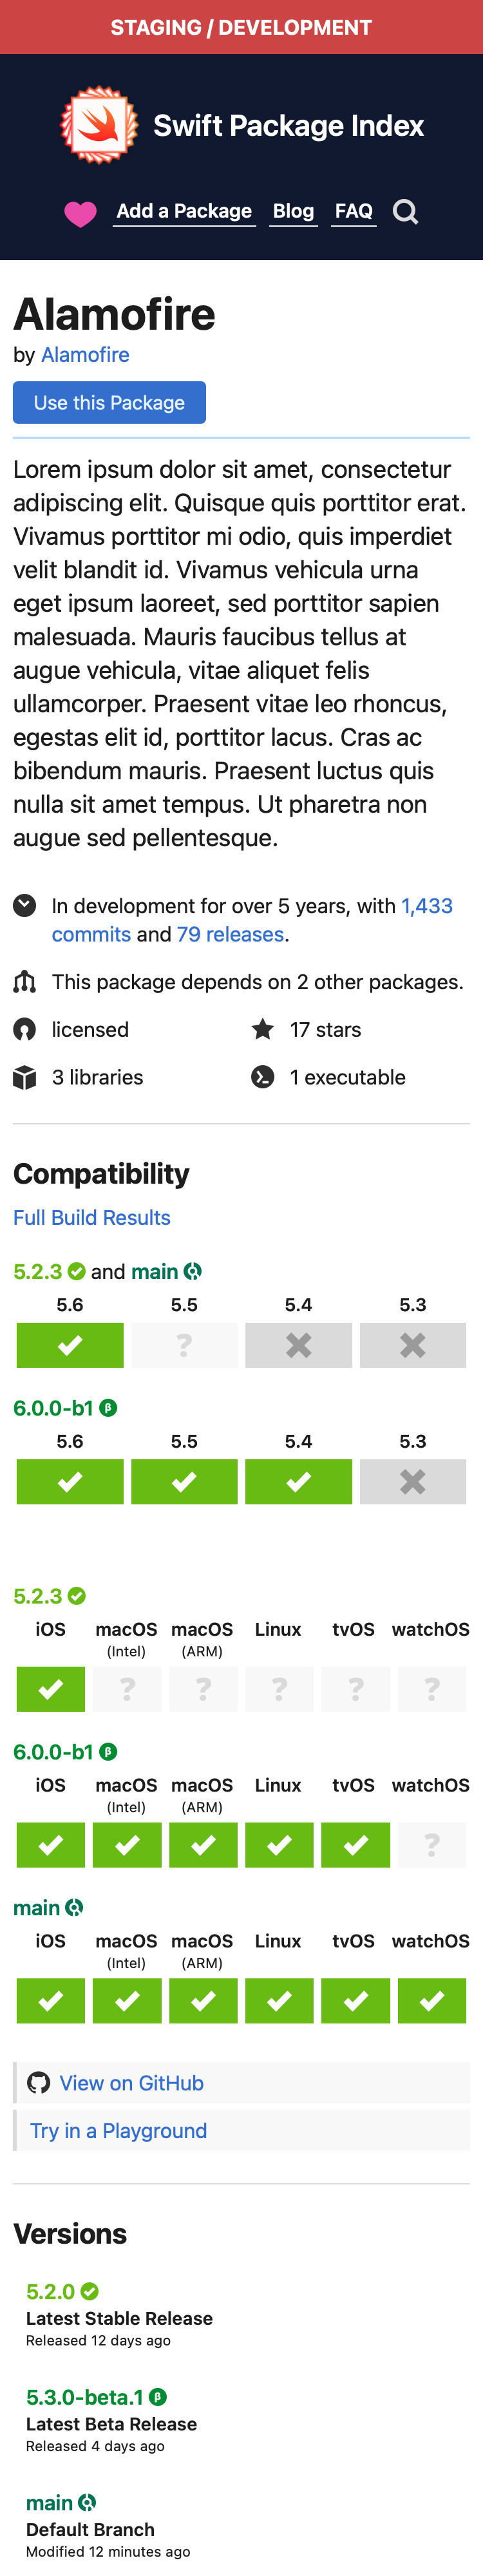 STAGING / DEVELOPMENT
Swift Package Index
Add a Package Blog FAQ
Alamofire
by Alamofire
Use this Package
Lorem ipsum dolor sit amet, consectetur
adipiscing elit. Quisque quis porttitor erat.
Vivamus porttitor mi odio, quis imperdiet
velit blandit id. Vivamus vehicula urna
eget ipsum laoreet, sed porttitor sapien
malesuada. Mauris faucibus tellus at
augue vehicula, vitae aliquet felis
ullamcorper. Praesent vitae leo rhoncus,
egestas elit id, porttitor lacus. Cras ac
bibendum mauris. Praesent luctus quis
nulla sit amet tempus. Ut pharetra non
augue sed pellentesque.
In development for over 5 years, with 1,433
commits and 79 releases.
This package depends on 2 other packages.
licensed 17 stars
3 libraries 1 executable
Compatibility
Full Build Results
5.2.3 and main
5.6 5.5 5.4 5.3
?
6.0.0-b1 β
5.6 5.5 5.4 5.3
5.2.3
iOS macOS macOS Linux tvOS watchOS
(Intel) (ARM)
? ? ? ? ?
6.0.0-b1 β
iOS macOS macOS Linux tvOS watchOS
(Intel) (ARM)
?
main
iOS macOS macOS Linux tvOS watchOS
(Intel) (ARM)
View on GitHub
Try in a Playground
Versions
5.2.0
Latest Stable Release
Released 12 days ago
5.3.0-beta.1 β
Latest Beta Release
Released 4 days ago
main
Default Branch
Modified 12 minutes ago